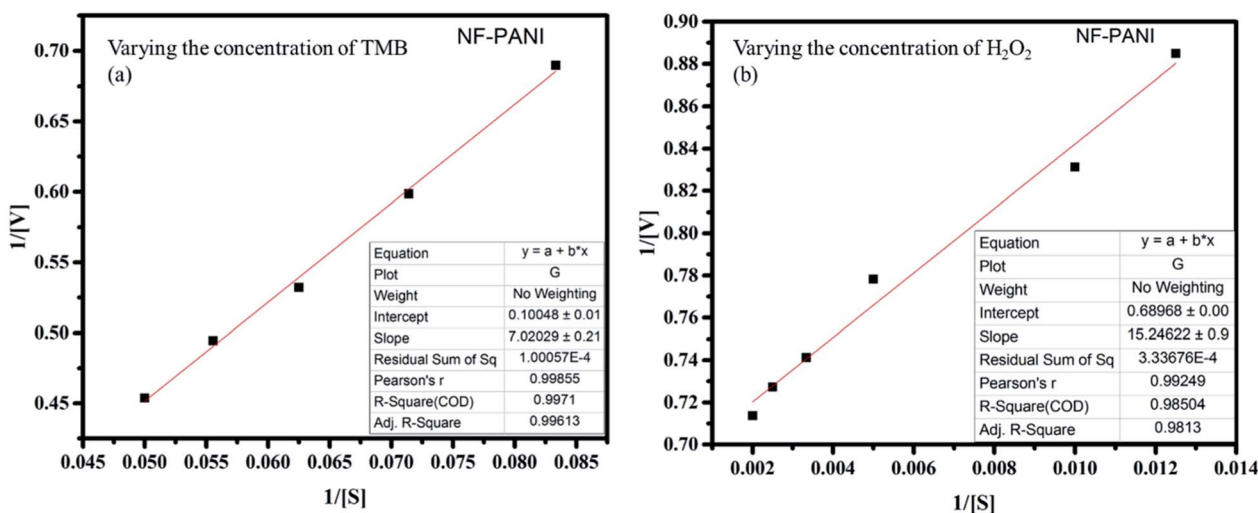 Varying the concentration of TMB
NF-PANI
(a)
1/[V]
0.70
0.65
0.60
0.55
0.50
0.45
Equation y = a + b*x
Plot G
Weight No Weighting
Intercept 0.10048 ± 0.01
Slope 7.02029 ± 0.21
Residual Sum of Sq 1.00057E-4
Pearson's r 0.99855
R-Square(COD) 0.9971
Adj. R-Square 0.99613
0.045 0.050 0.055 0.060 0.065 0.070 0.075 0.080 0.085
1/[S]
Varying the concentration of H₂O₂
NF-PANI
(b)
1/[V]
0.90
0.88
0.86
0.84
0.82
0.80
0.78
0.76
0.74
0.72
0.70
Equation y = a + b*x
Plot G
Weight No Weighting
Intercept 0.68968 ± 0.00
Slope 15.24622 ± 0.9
Residual Sum of Sq 3.33676E-4
Pearson's r 0.99249
R-Square(COD) 0.98504
Adj. R-Square 0.9813
0.002 0.004 0.006 0.008 0.010 0.012 0.014
1/[S]